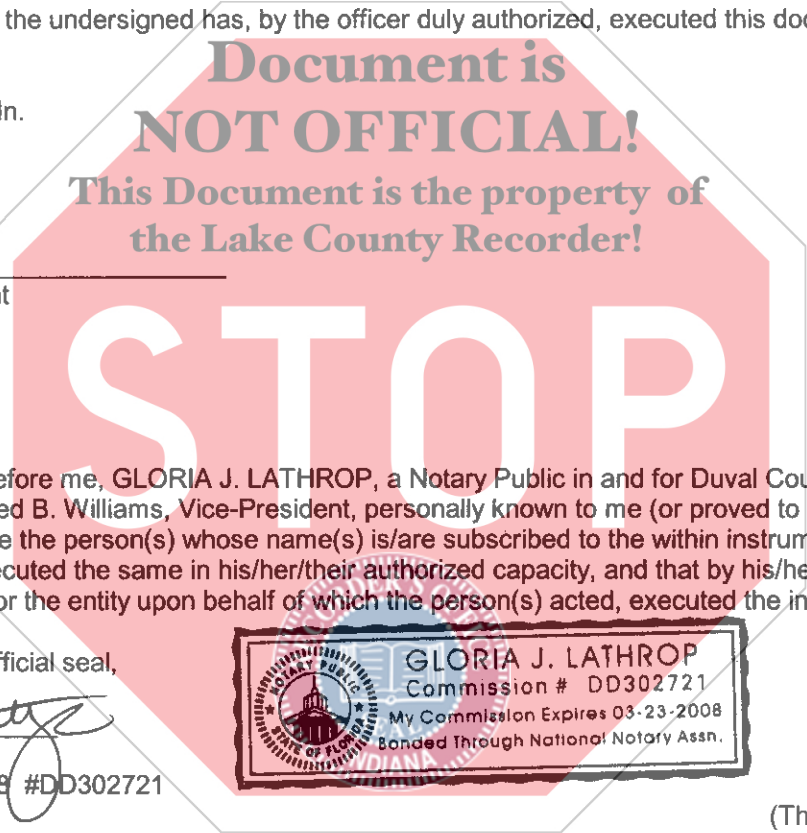 the undersigned has, by the officer duly authorized, executed this doc
Document is
NOT OFFICIAL!
This Document is the property of
the Lake County Recorder!
STOP
efore me, GLORIA J. LATHROP, a Notary Public in and for Duval Cou
ed B. Williams, Vice-President, personally known to me (or proved to
e the person(s) whose name(s) is/are subscribed to the within instrum
ecuted the same in his/her/their authorized capacity, and that by his/he
or the entity upon behalf of which the person(s) acted, executed the in
ficial seal,
GLORIA J. LATHROP
Commission # DD302721
My Commission Expires 03-23-2008
Bonded Through National Notary Assn.
NOTARY PUBLIC
STATE OF FLORIDA
INDIANA
#DD302721
(Th